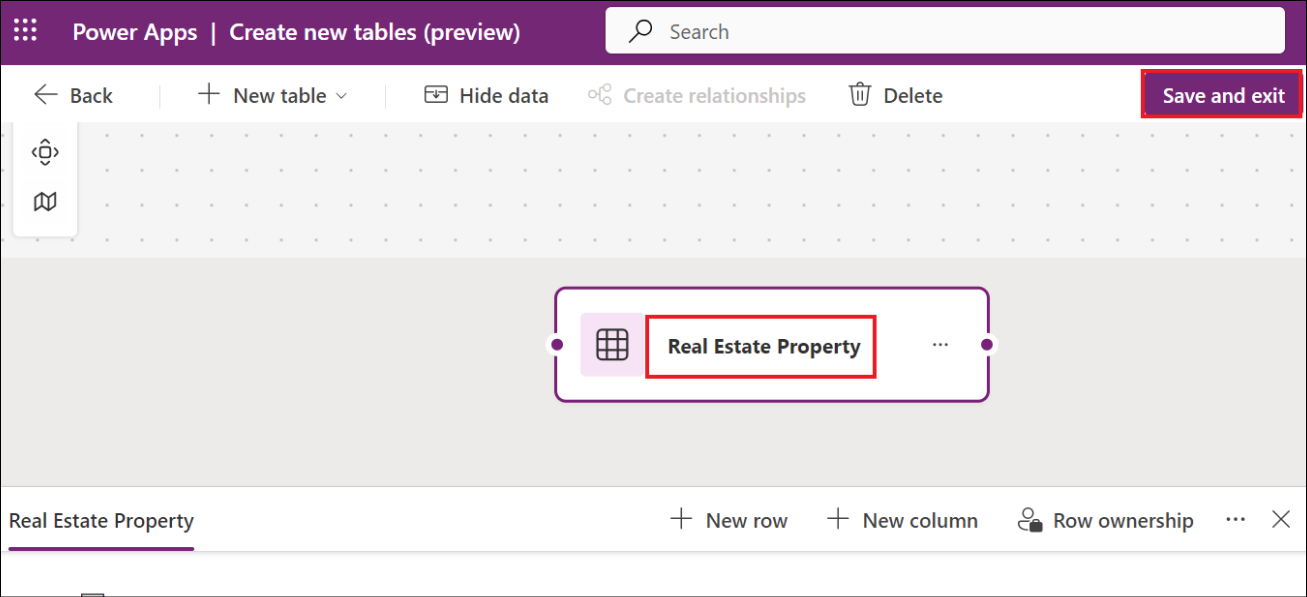 Power Apps | Create new tables (preview)
Search
Back
New table
Hide data
Create relationships
Delete
Save and exit
Real Estate Property
...
Real Estate Property
New row
New column
Row ownership
...